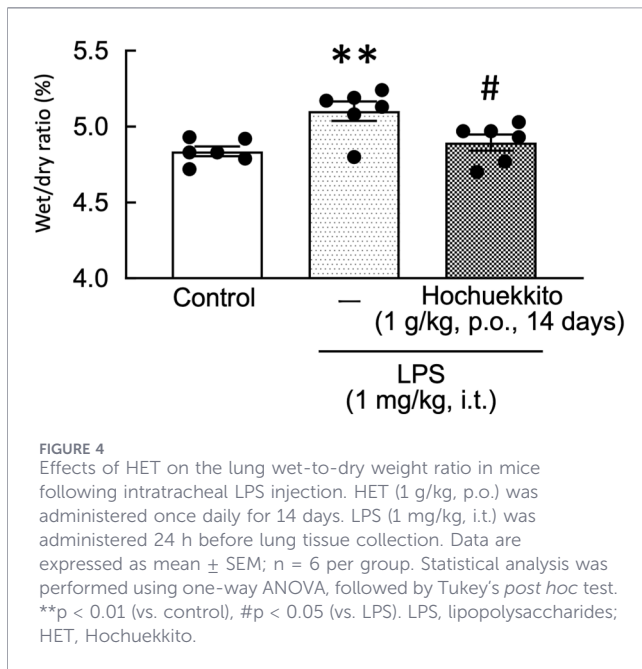 Wet/dry ratio (%)
5.5
5.0
4.5
4.0
**
#
Control
—
Hochuekkito
(1 g/kg, p.o., 14 days)
LPS
(1 mg/kg, i.t.)
FIGURE 4
Effects of HET on the lung wet-to-dry weight ratio in mice
following intratracheal LPS injection. HET (1 g/kg, p.o.) was
administered once daily for 14 days. LPS (1 mg/kg, i.t.) was
administered 24 h before lung tissue collection. Data are
expressed as mean ± SEM; n = 6 per group. Statistical analysis was
performed using one-way ANOVA, followed by Tukey's post hoc test.
**p < 0.01 (vs. control), #p < 0.05 (vs. LPS). LPS, lipopolysaccharides;
HET, Hochuekkito.